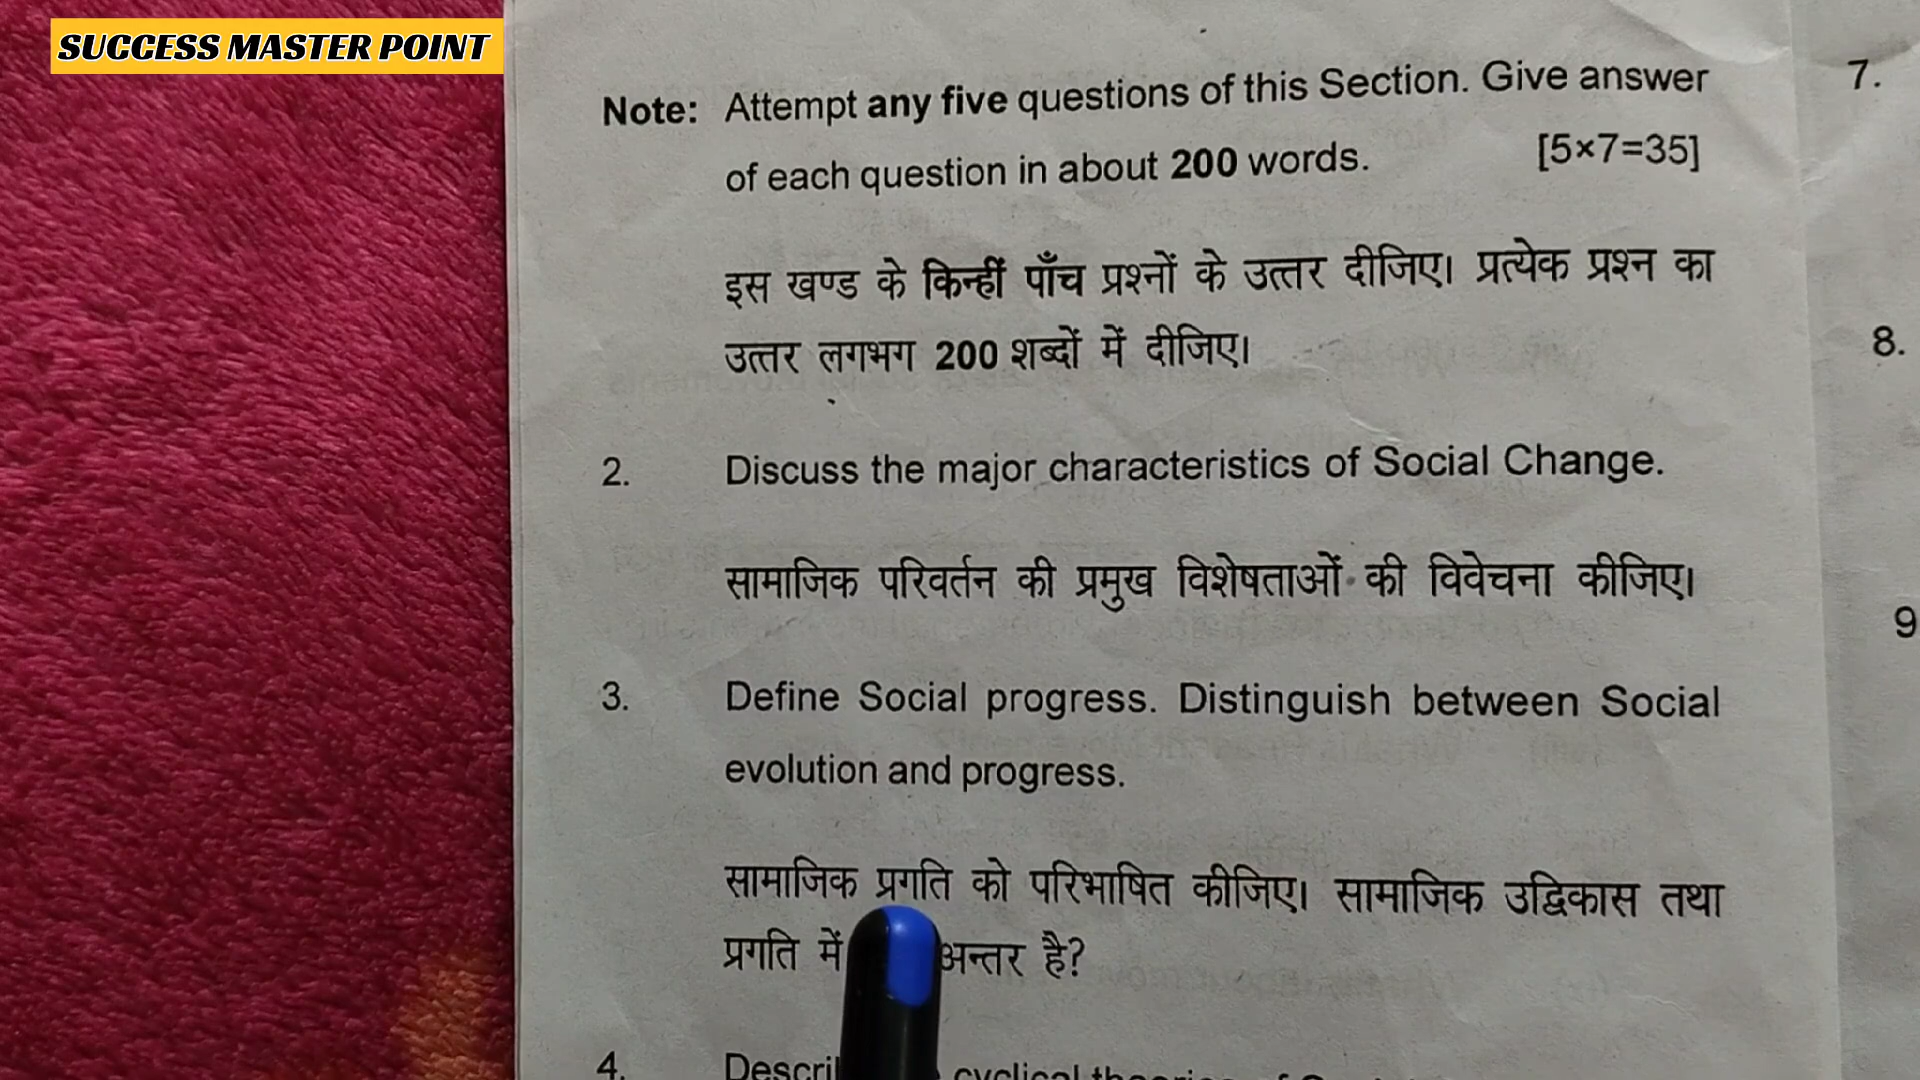 SUCCESS MASTER POINT
Note: Attempt any five questions of this Section. Give answer
of each question in about 200 words. [5×7=35]
इस खण्ड के किन्हीं पाँच प्रश्नों के उत्तर दीजिए। प्रत्येक प्रश्न का
उत्तर लगभग 200 शब्दों में दीजिए।
2. Discuss the major characteristics of Social Change.
सामाजिक परिवर्तन की प्रमुख विशेषताओं की विवेचना कीजिए।
3. Define Social progress. Distinguish between Social
evolution and progress.
सामाजिक प्रगति को परिभाषित कीजिए। सामाजिक उद्विकास तथा
प्रगति में अन्तर है?
4. cyclical
7.
8.
9